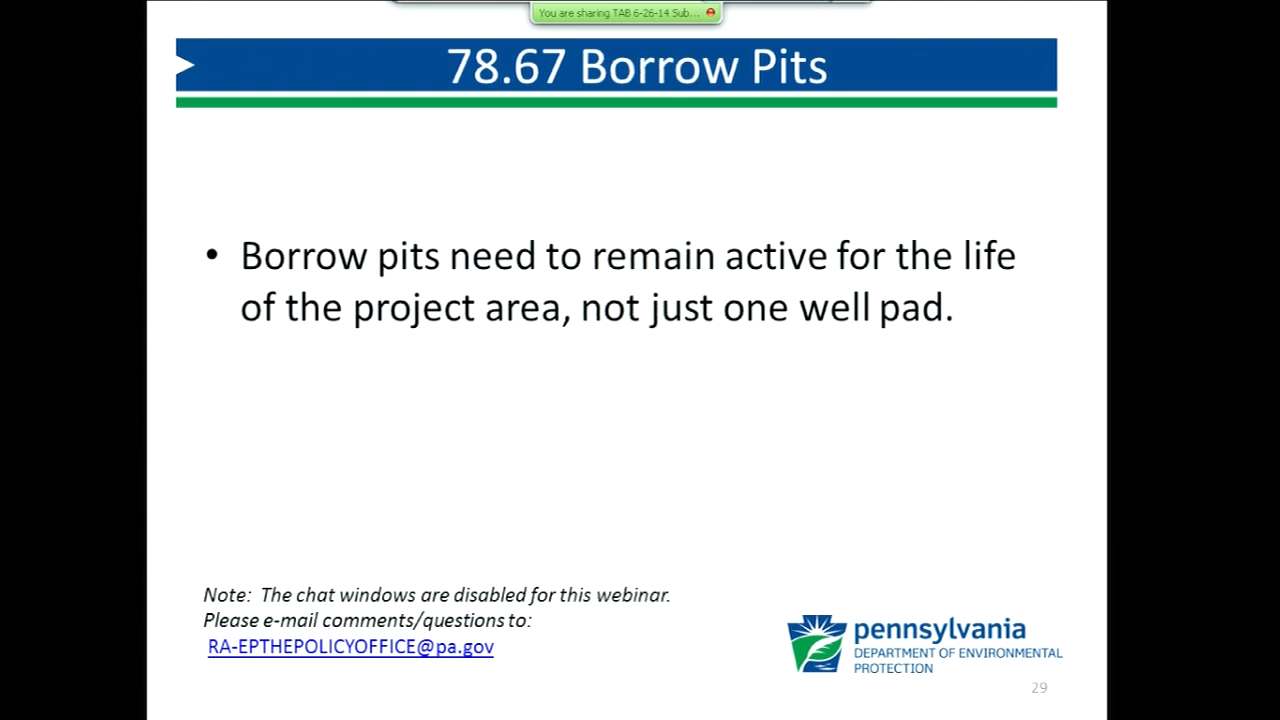 You are sharing TAB 6-26-14 Sub...
78.67 Borrow Pits
• Borrow pits need to remain active for the life
of the project area, not just one well pad.
Note:  The chat windows are disabled for this webinar.
Please e-mail comments/questions to:
RA-EPTHEPOLICYOFFICE@pa.gov
pennsylvania
DEPARTMENT OF ENVIRONMENTAL
PROTECTION
29